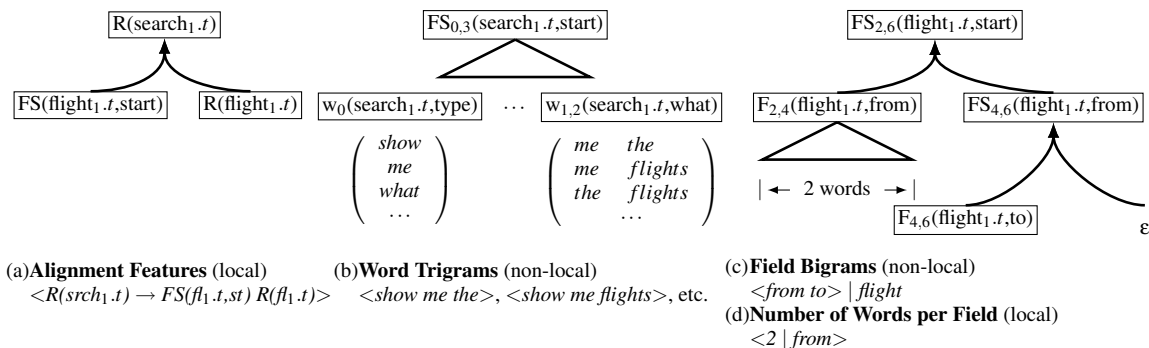 R(search₁.t)
FS(flight₁.t,start)
R(flight₁.t)
FS₀,₃(search₁.t,start)
w₀(search₁.t,type)
...
w₁,₂(search₁.t,what)
show
me
what
...
me the
me flights
the flights
...
FS₂,₆(flight₁.t,start)
F₂,₄(flight₁.t,from)
FS₄,₆(flight₁.t,from)
| ← 2 words → |
F₄,₆(flight₁.t,to)
ε
(a)Alignment Features (local)
<R(srch₁.t) → FS(fl₁.t,st) R(fl₁.t)>
(b)Word Trigrams (non-local)
<show me the>, <show me flights>, etc.
(c)Field Bigrams (non-local)
<from to> | flight
(d)Number of Words per Field (local)
<2 | from>